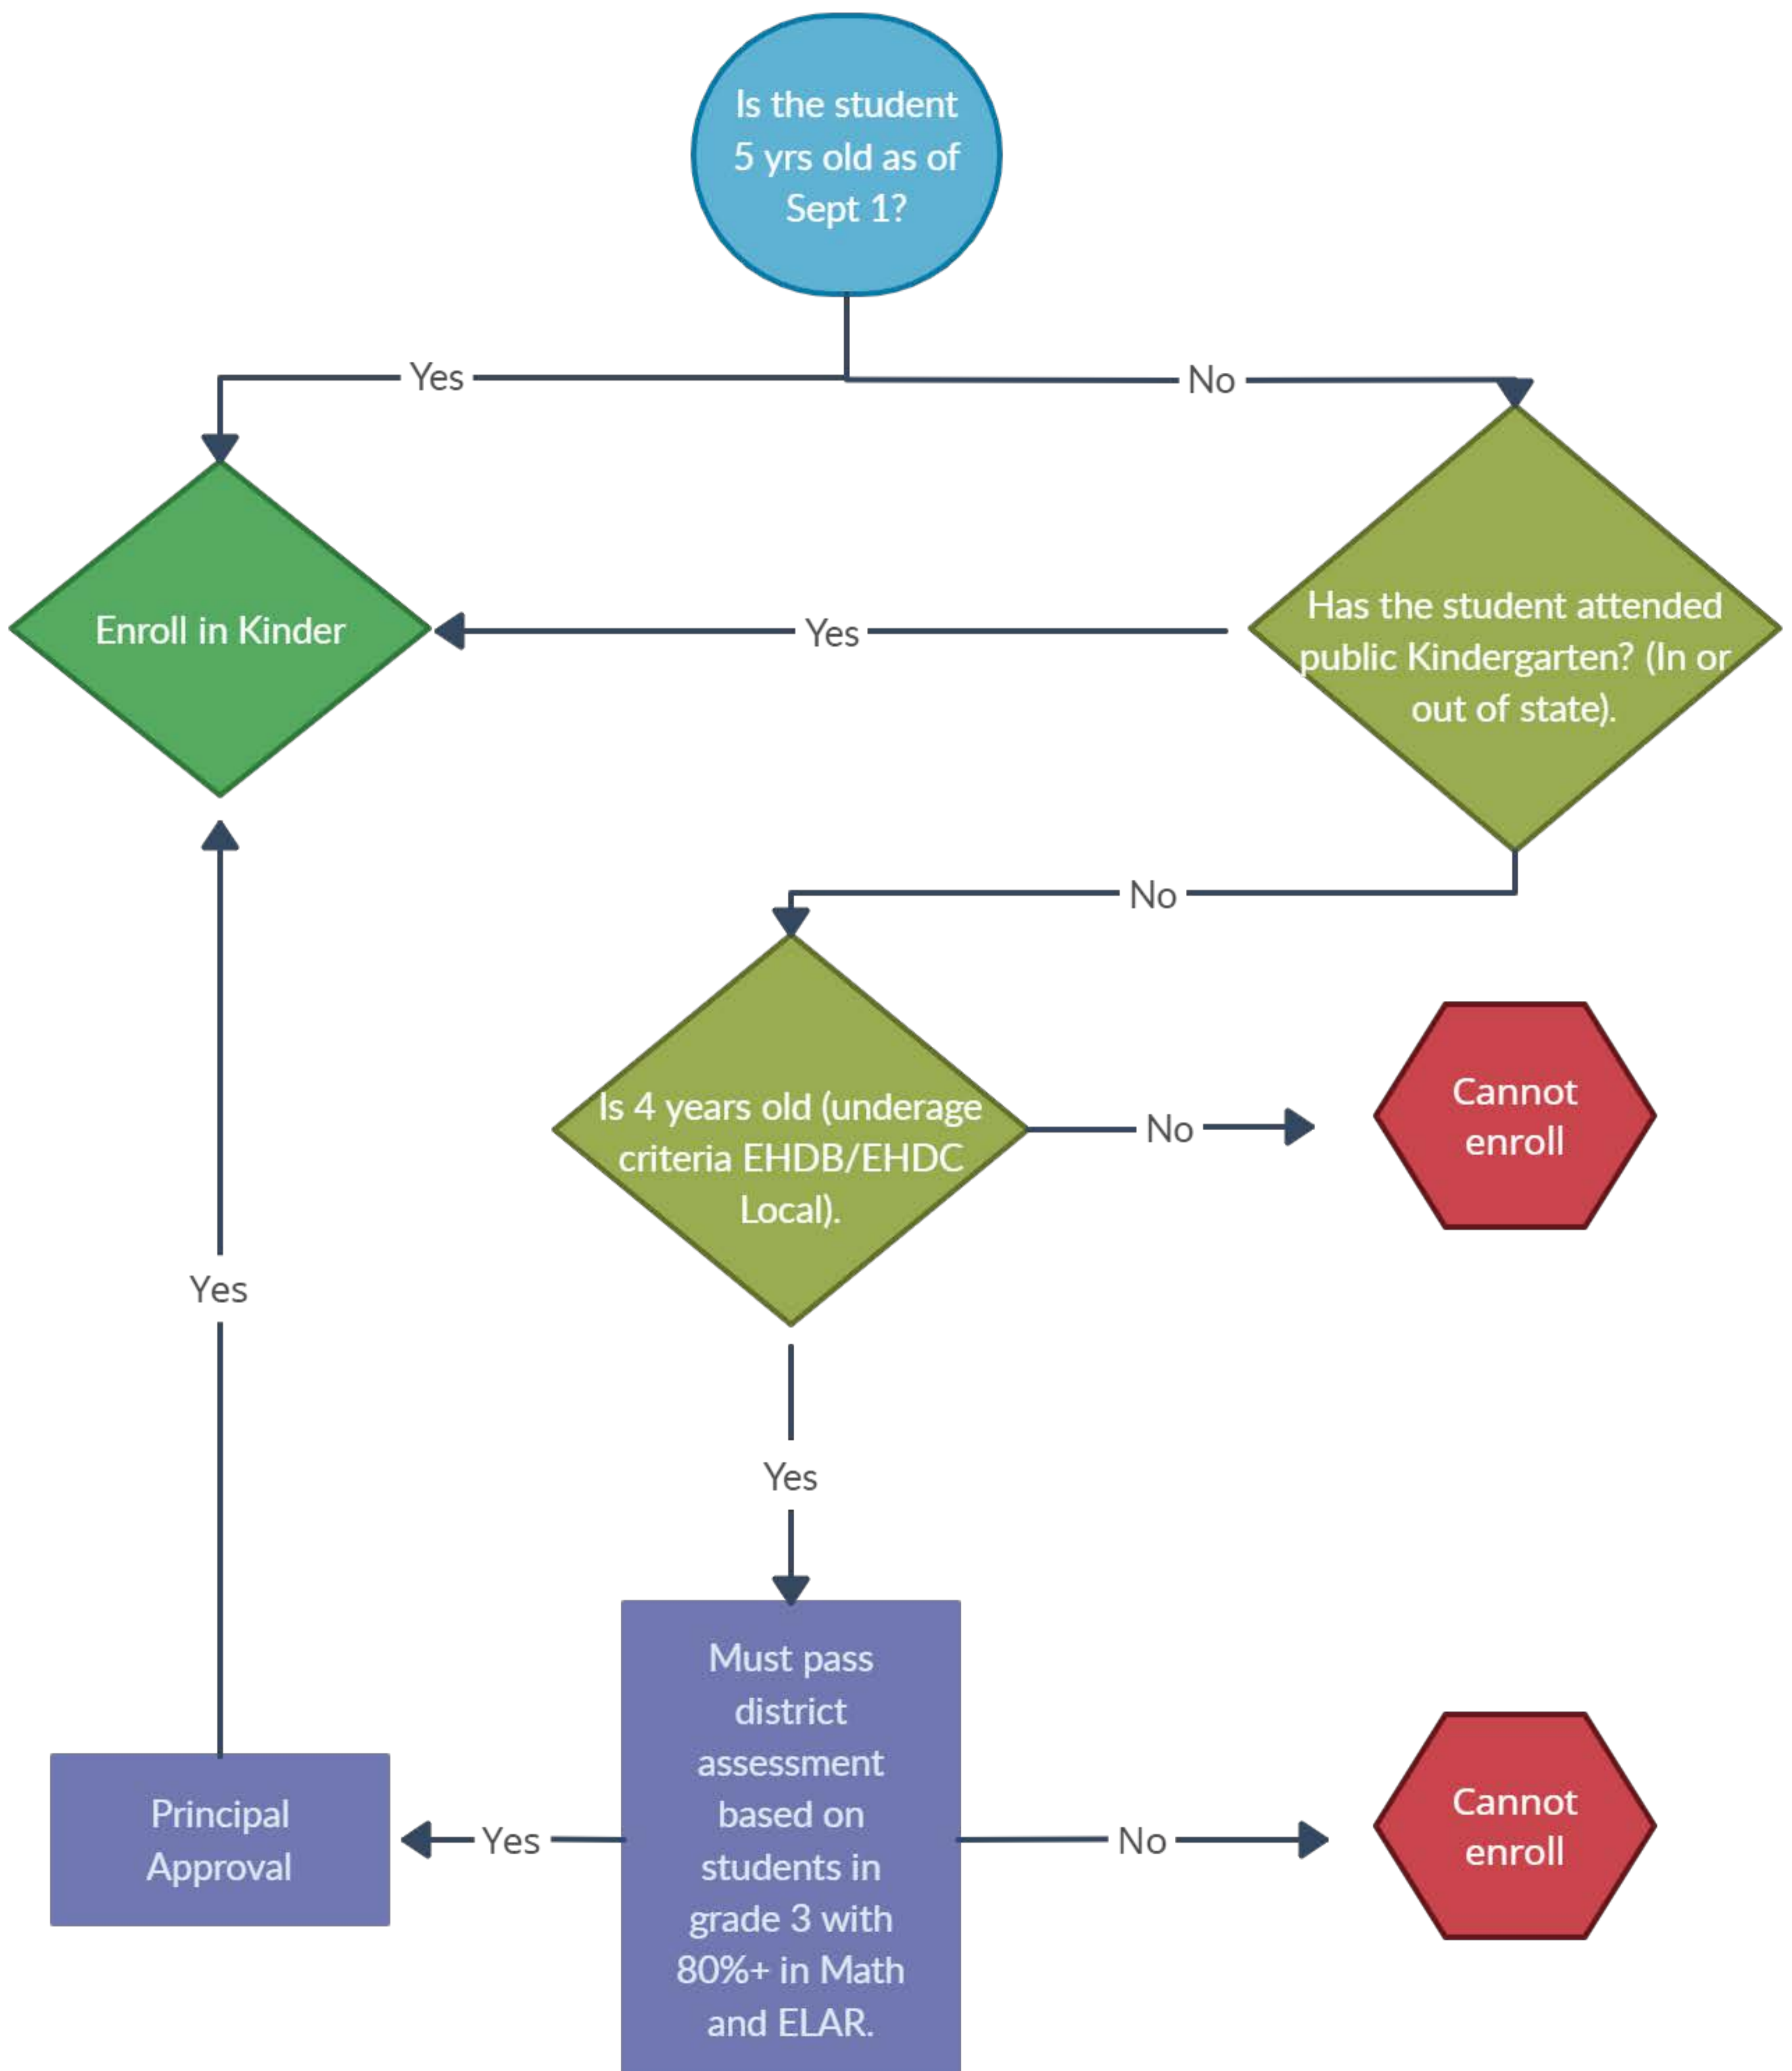 Is the student
5 yrs old as of
Sept 1?
Yes
No
Enroll in Kinder
Yes
Has the student attended
public Kindergarten? (In or
out of state).
No
Is 4 years old (underage
criteria EHDB/EHDC
Local).
No
Cannot
enroll
Yes
Yes
Must pass
district
assessment
based on
students in
grade 3 with
80%+ in Math
and ELAR.
Principal
Approval
Yes
No
Cannot
enroll